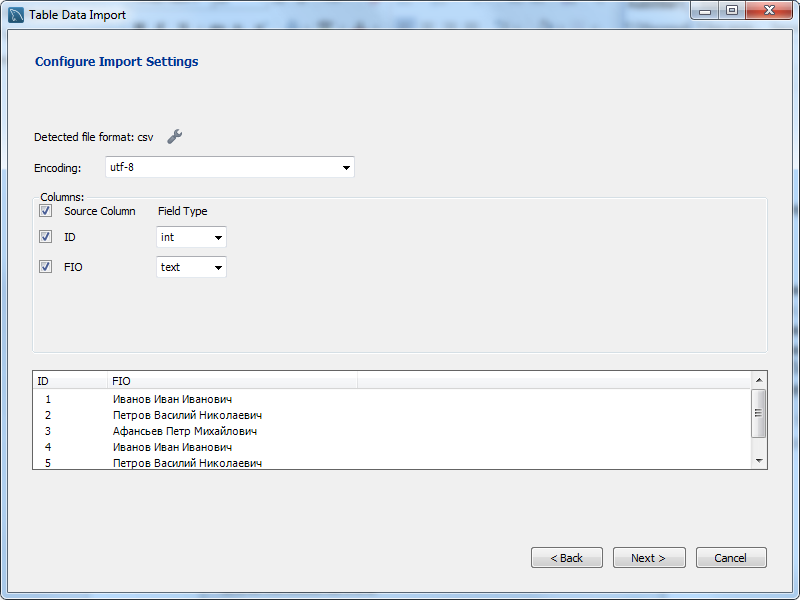 Table Data Import
Configure Import Settings
Detected file format: csv
Encoding: utf-8
Columns:
Source Column Field Type
ID int
FIO text
ID FIO
1 Иванов Иван Иванович
2 Петров Василий Николаевич
3 Афансьев Петр Михайлович
4 Иванов Иван Иванович
5 Петров Василий Николаевич
< Back Next > Cancel